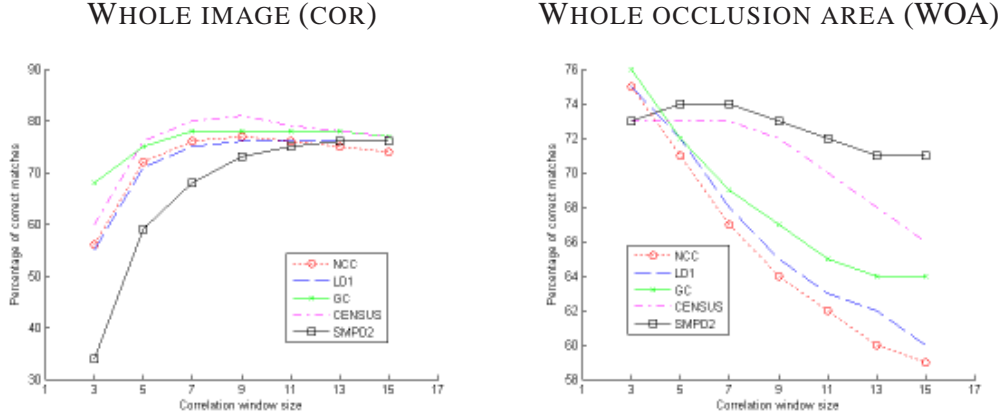 WHOLE IMAGE (COR)
90
80
70
60
50
40
30
Percentage of correct matches
NCC
LD1
GC
CENSUS
SMPD2
1 3 5 7 9 11 13 15 17
Correlation window size
WHOLE OCCLUSION AREA (WOA)
76
74
72
70
68
66
64
62
60
58
Percentage of correct matches
NCC
LD1
GC
CENSUS
SMPD2
1 3 5 7 9 11 13 15 17
Correlation window size